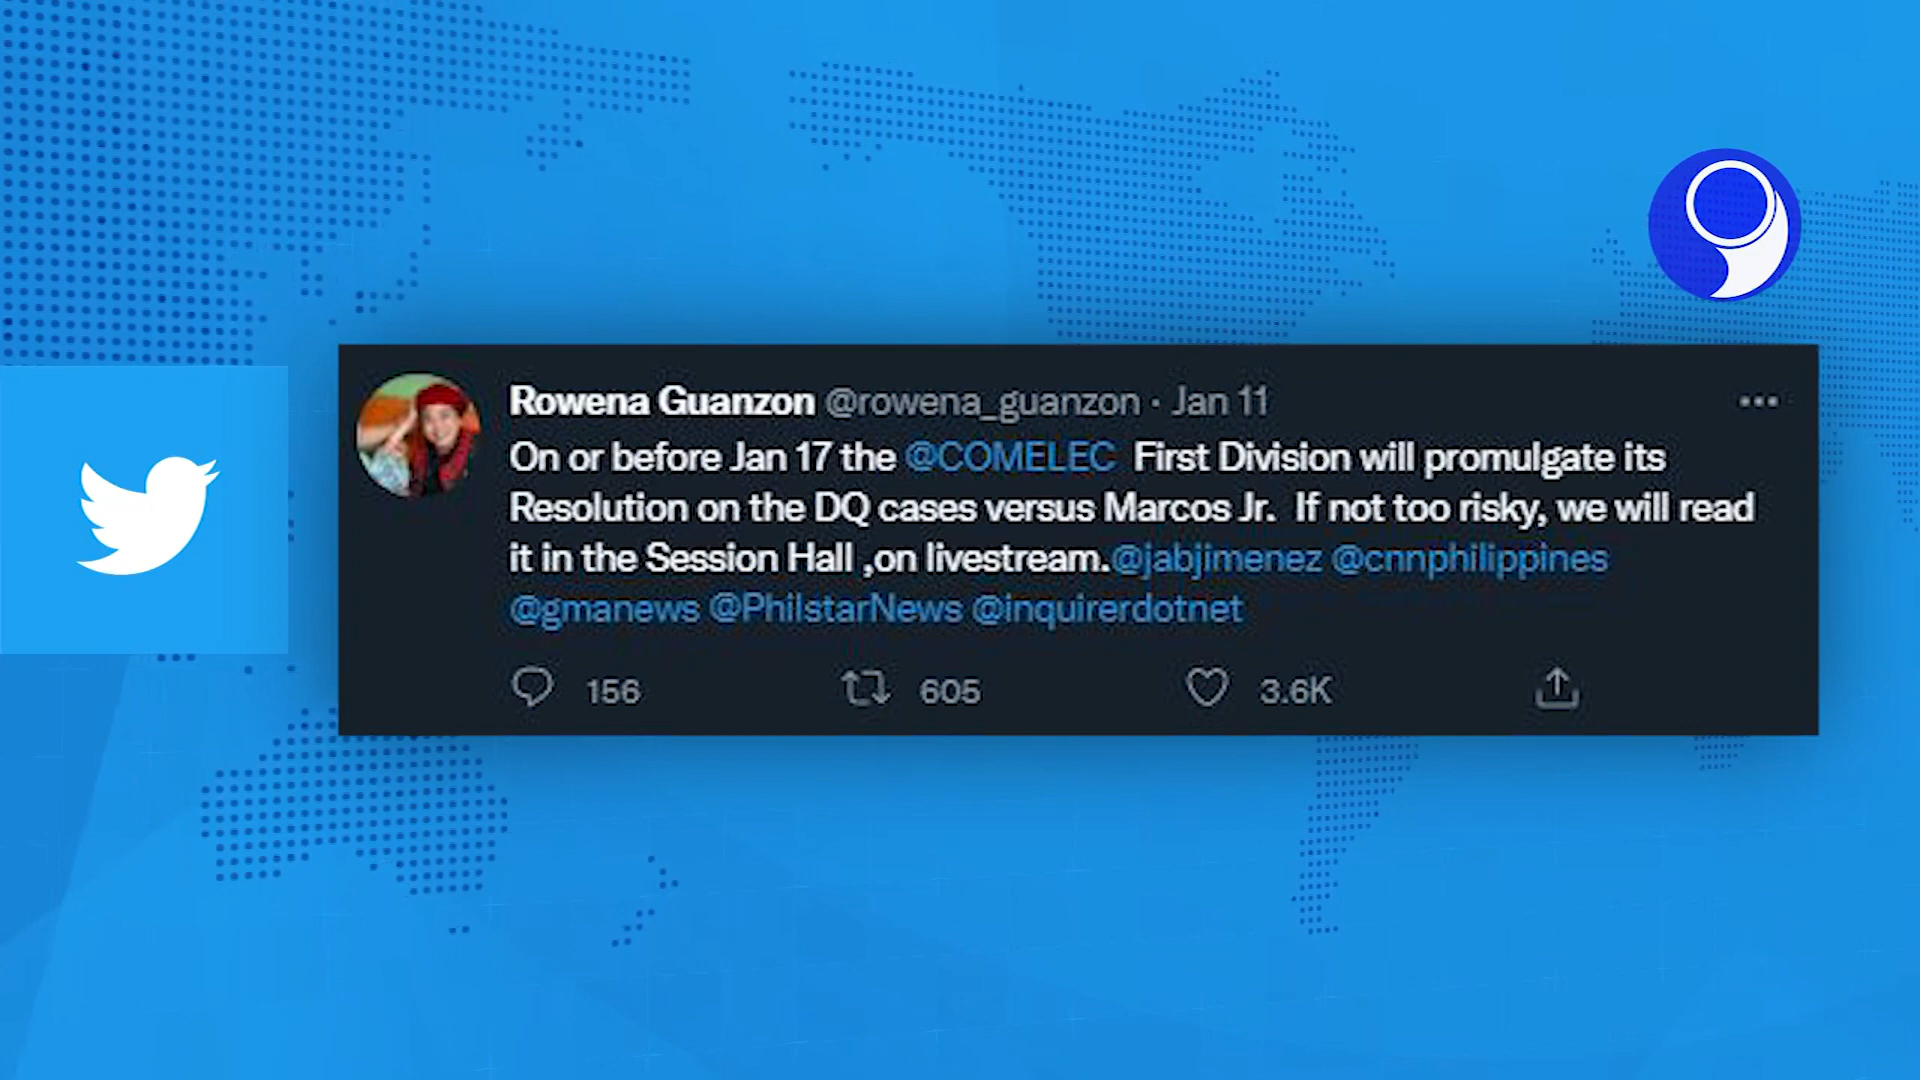 Rowena Guanzon @rowena_guanzon · Jan 11
On or before Jan 17 the @COMELEC First Division will promulgate its
Resolution on the DQ cases versus Marcos Jr. If not too risky, we will read
it in the Session Hall ,on livestream.@jabjimenez @cnnphilippines
@gmanews @PhilstarNews @inquirerdotnet
156 605 3.6K